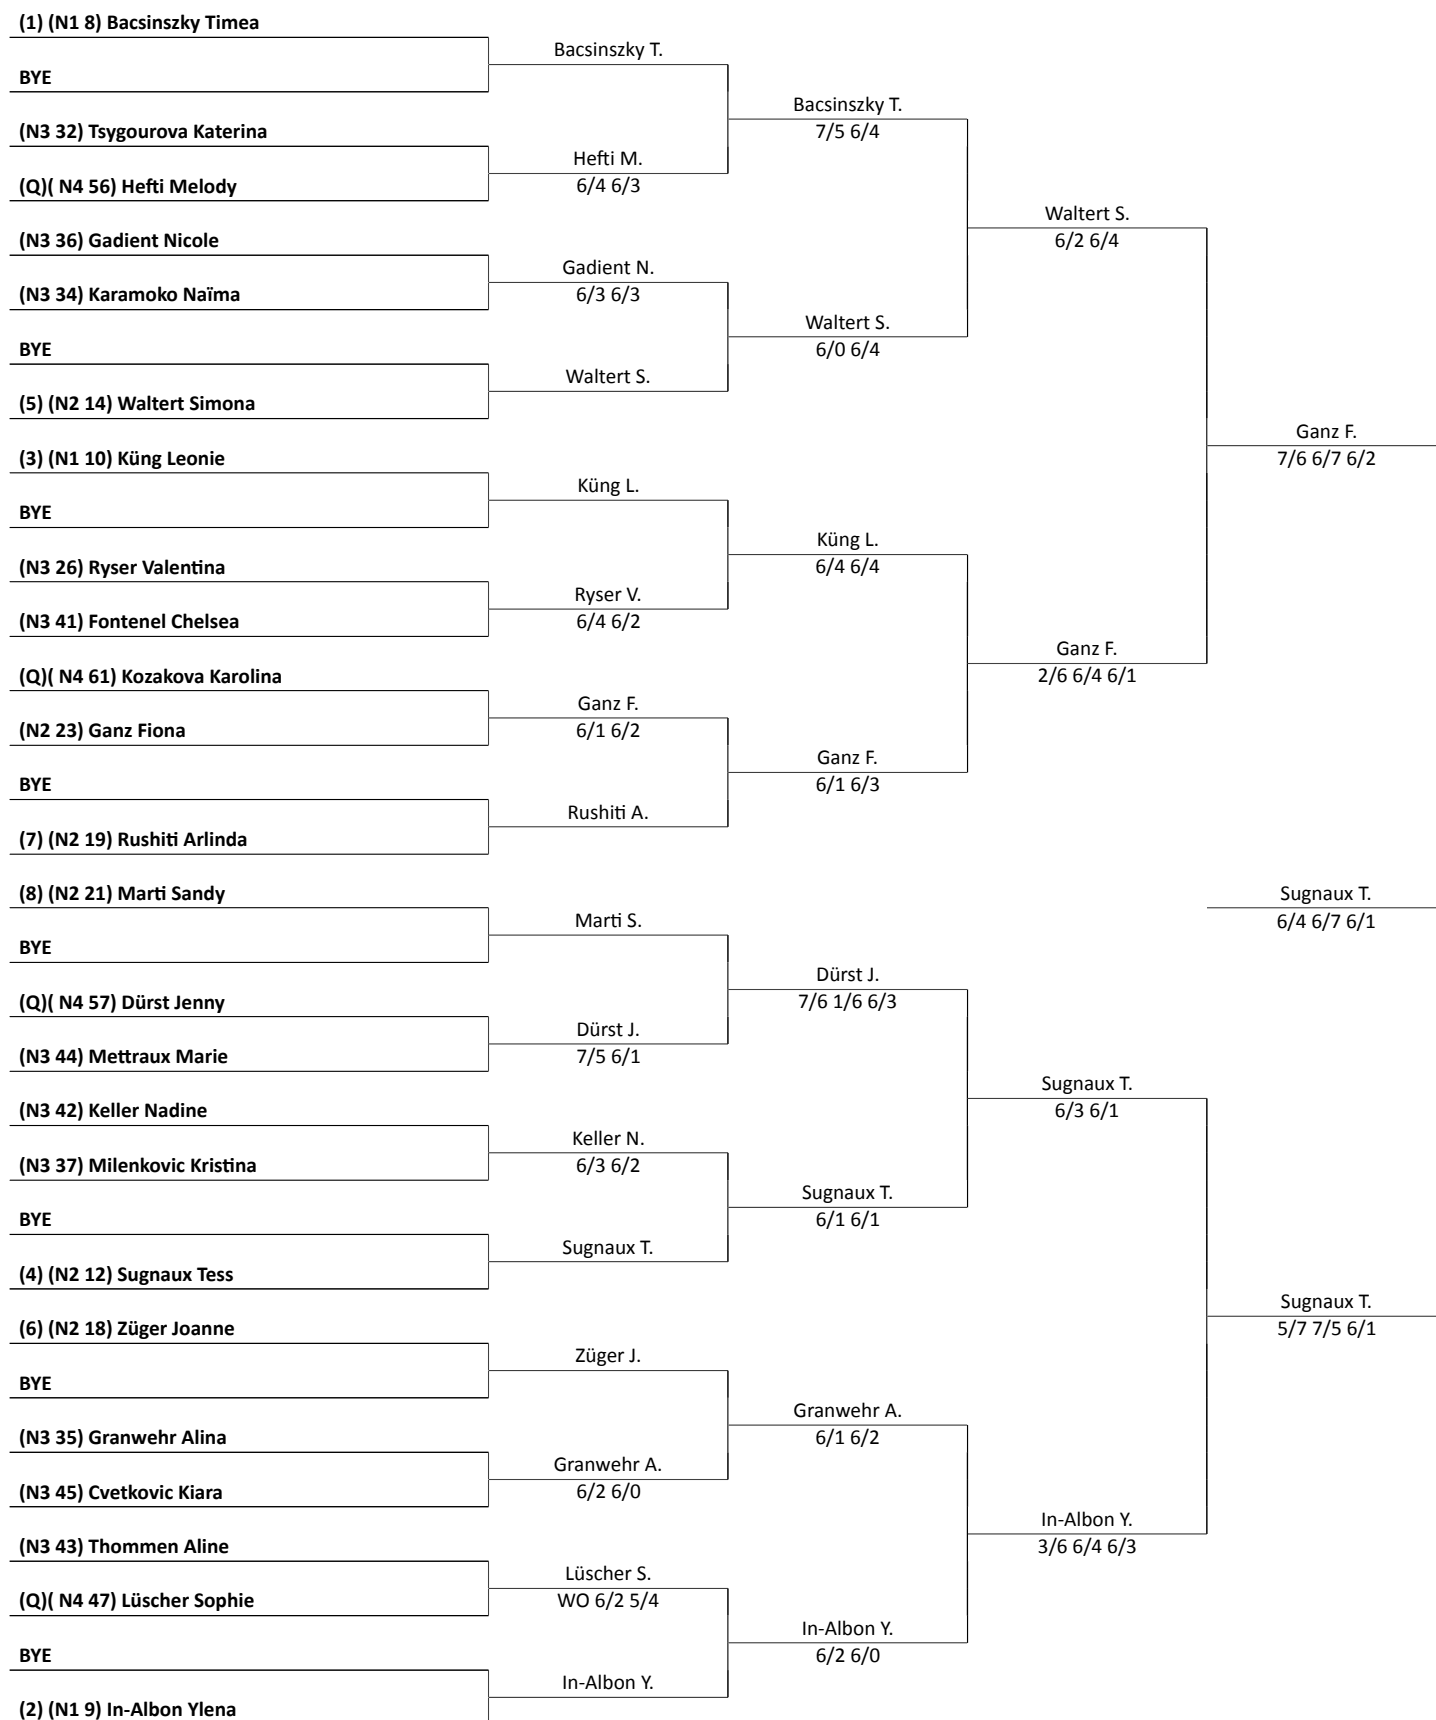 (1) (N1 8) Bacsinszky Timea
Bacsinszky T.
BYE
Bacsinszky T.
7/5 6/4
(N3 32) Tsygourova Katerina
Hefti M.
6/4 6/3
(Q)( N4 56) Hefti Melody
Waltert S.
6/2 6/4
(N3 36) Gadient Nicole
Gadient N.
6/3 6/3
(N3 34) Karamoko Naïma
Waltert S.
6/0 6/4
BYE
Waltert S.
(5) (N2 14) Waltert Simona
Ganz F.
7/6 6/7 6/2
(3) (N1 10) Küng Leonie
Küng L.
BYE
Küng L.
6/4 6/4
(N3 26) Ryser Valentina
Ryser V.
6/4 6/2
(N3 41) Fontenel Chelsea
Ganz F.
2/6 6/4 6/1
(Q)( N4 61) Kozakova Karolina
Ganz F.
6/1 6/2
(N2 23) Ganz Fiona
Ganz F.
6/1 6/3
BYE
Rushiti A.
(7) (N2 19) Rushiti Arlinda
(8) (N2 21) Marti Sandy
Sugnaux T.
6/4 6/7 6/1
Marti S.
BYE
Dürst J.
7/6 1/6 6/3
(Q)( N4 57) Dürst Jenny
Dürst J.
7/5 6/1
(N3 44) Mettraux Marie
Sugnaux T.
6/3 6/1
(N3 42) Keller Nadine
Keller N.
6/3 6/2
(N3 37) Milenkovic Kristina
Sugnaux T.
6/1 6/1
BYE
Sugnaux T.
(4) (N2 12) Sugnaux Tess
Sugnaux T.
5/7 7/5 6/1
(6) (N2 18) Züger Joanne
Züger J.
BYE
Granwehr A.
6/1 6/2
(N3 35) Granwehr Alina
Granwehr A.
6/2 6/0
(N3 45) Cvetkovic Kiara
In-Albon Y.
3/6 6/4 6/3
(N3 43) Thommen Aline
Lüscher S.
WO 6/2 5/4
(Q)( N4 47) Lüscher Sophie
In-Albon Y.
6/2 6/0
BYE
In-Albon Y.
(2) (N1 9) In-Albon Ylena